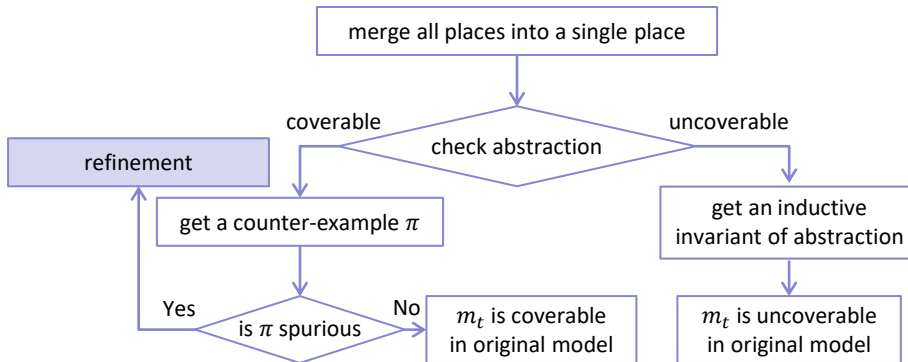 merge all places into a single place
coverable
uncoverable
check abstraction
refinement
get a counter-example π
get an inductive
invariant of abstraction
Yes
No
is π spurious
m_t is coverable
in original model
m_t is uncoverable
in original model